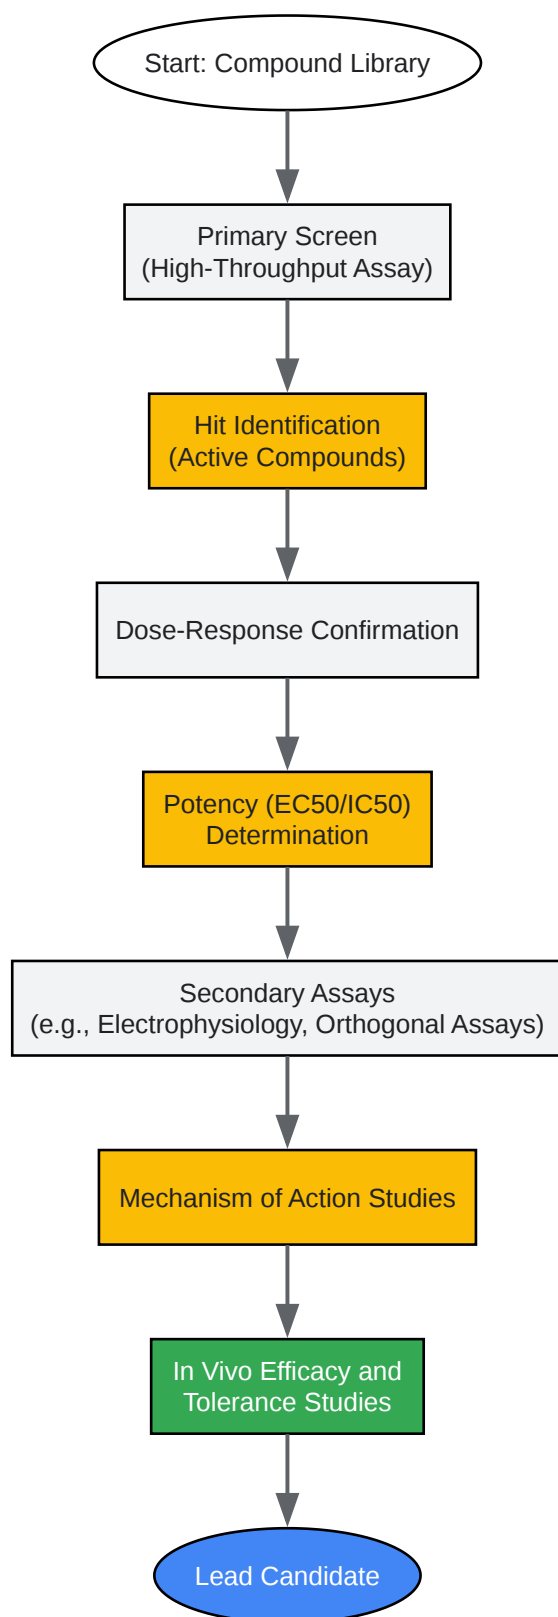 Start: Compound Library
Primary Screen
(High-Throughput Assay)
Hit Identification
(Active Compounds)
Dose-Response Confirmation
Potency (EC50/IC50)
Determination
Secondary Assays
(e.g., Electrophysiology, Orthogonal Assays)
Mechanism of Action Studies
In Vivo Efficacy and
Tolerance Studies
Lead Candidate